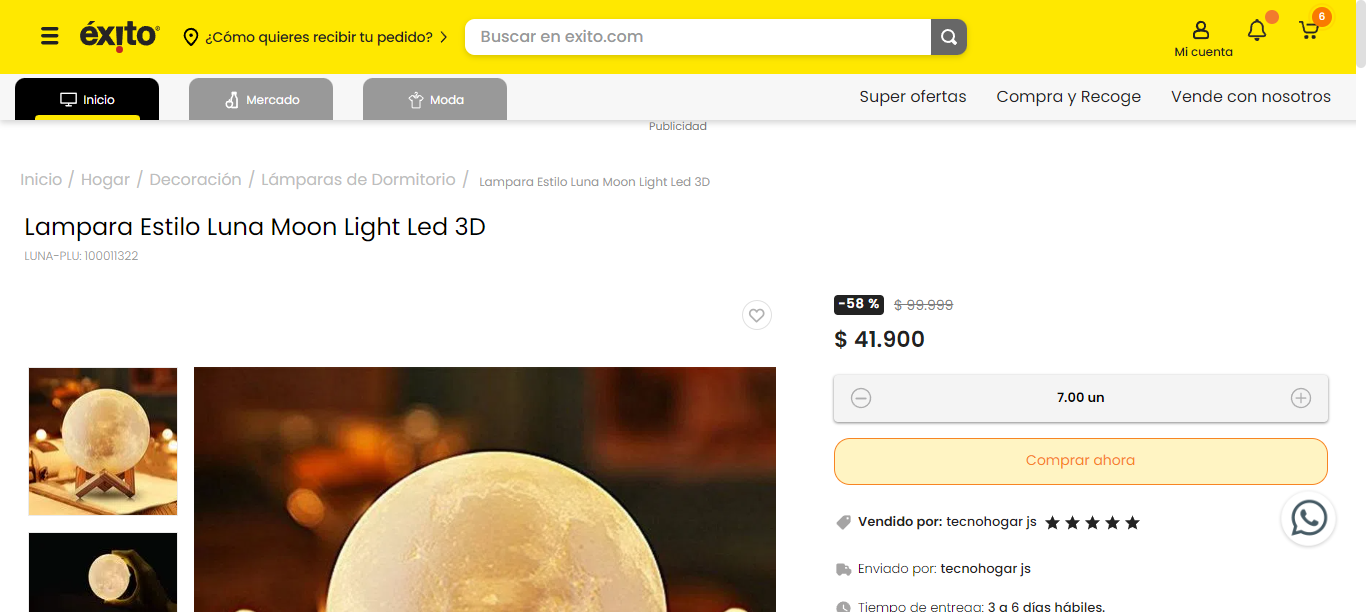 éxito
¿Cómo quieres recibir tu pedido?
Buscar en exito.com
Mi cuenta
6
Inicio
Mercado
Moda
Super ofertas
Compra y Recoge
Vende con nosotros
Publicidad
Inicio / Hogar / Decoración / Lámparas de Dormitorio / Lampara Estilo Luna Moon Light Led 3D
Lampara Estilo Luna Moon Light Led 3D
LUNA-PLU: 100011322
-58 % $ 99.999
$ 41.900
7.00 un
Comprar ahora
Vendido por: tecnohogar js
Enviado por: tecnohogar js
Tiempo de entrega: 3 a 6 días hábiles.